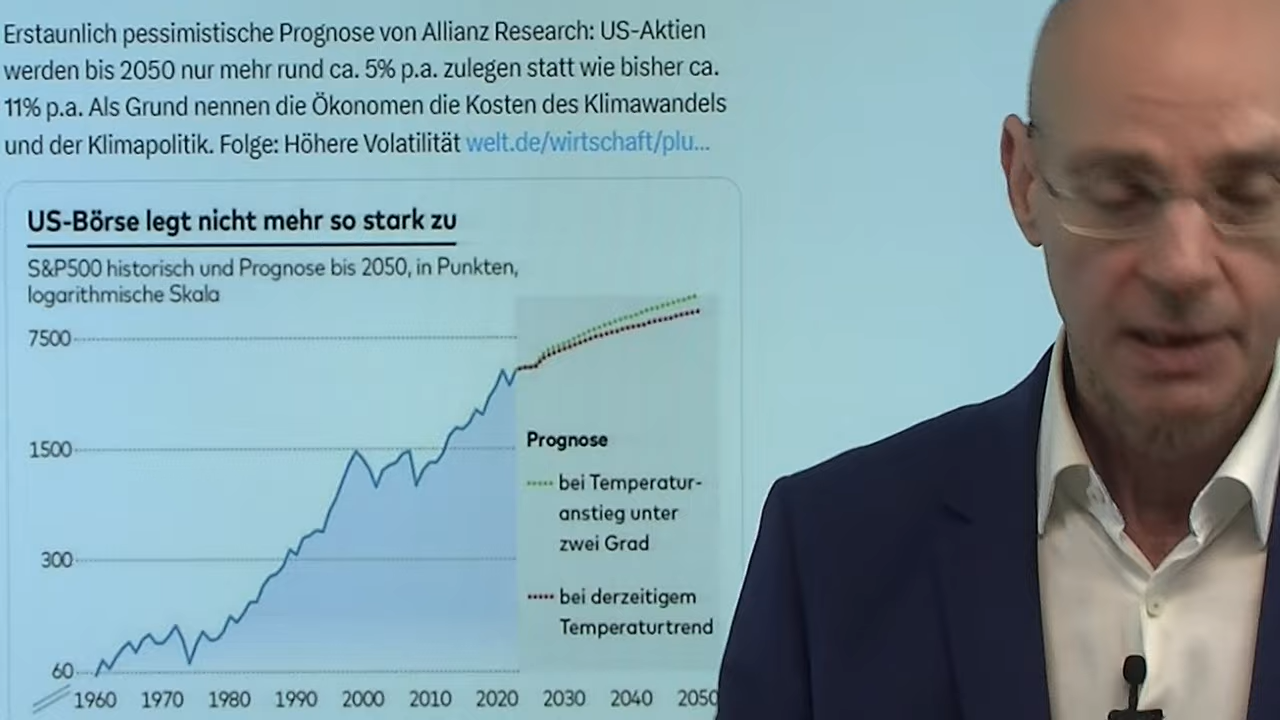 Erstaunlich pessimistische Prognose von Allianz Research: US-Aktien
werden bis 2050 nur mehr rund ca. 5% p.a. zulegen statt wie bisher ca.
11% p.a. Als Grund nennen die Ökonomen die Kosten des Klimawandels
und der Klimapolitik. Folge: Höhere Volatilität welt.de/wirtschaft/plu...
US-Börse legt nicht mehr so stark zu
S&P500 historisch und Prognose bis 2050, in Punkten,
logarithmische Skala
7500
1500
300
60
Prognose
bei Temperatur-
anstieg unter
zwei Grad
bei derzeitigem
Temperaturtrend
1960 1970 1980 1990 2000 2010 2020 2030 2040 2050